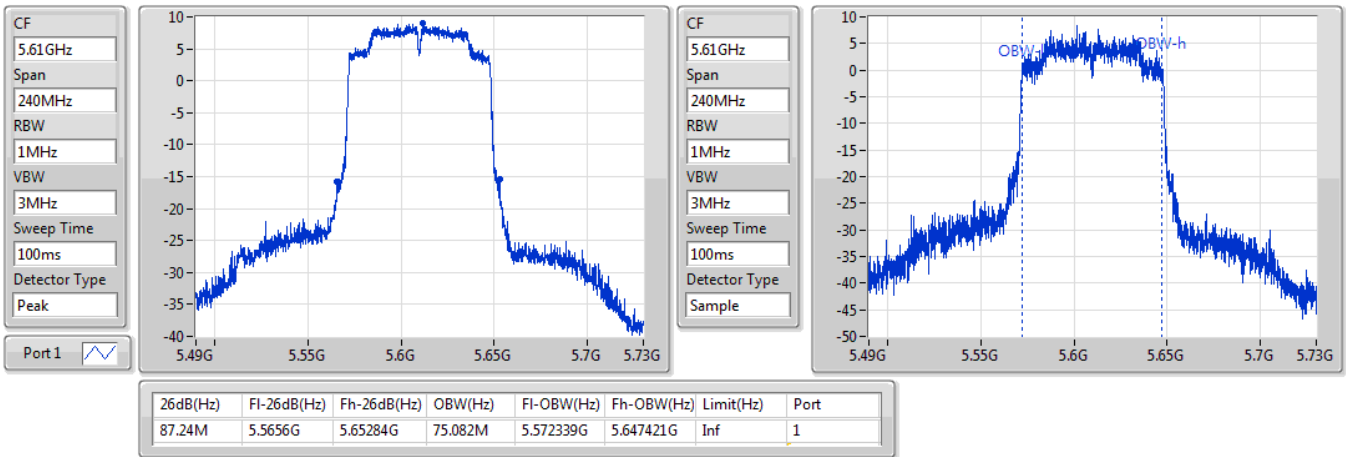 CF
5.61GHz
Span
240MHz
RBW
1MHz
VBW
3MHz
Sweep Time
100ms
Detector Type
Peak
Port 1
10
5
0
-5
-10
-15
-20
-25
-30
-35
-40
5.49G 5.55G 5.6G 5.65G 5.7G 5.73G
CF
5.61GHz
Span
240MHz
RBW
1MHz
VBW
3MHz
Sweep Time
100ms
Detector Type
Sample
10
5
0
-5
-10
-15
-20
-25
-30
-35
-40
-45
-50
OBW- OBW-h
5.49G 5.55G 5.6G 5.65G 5.7G 5.73G
26dB(Hz) Fl-26dB(Hz) Fh-26dB(Hz) OBW(Hz) Fl-OBW(Hz) Fh-OBW(Hz) Limit(Hz) Port
87.24M 5.5656G 5.65284G 75.082M 5.572339G 5.647421G Inf 1